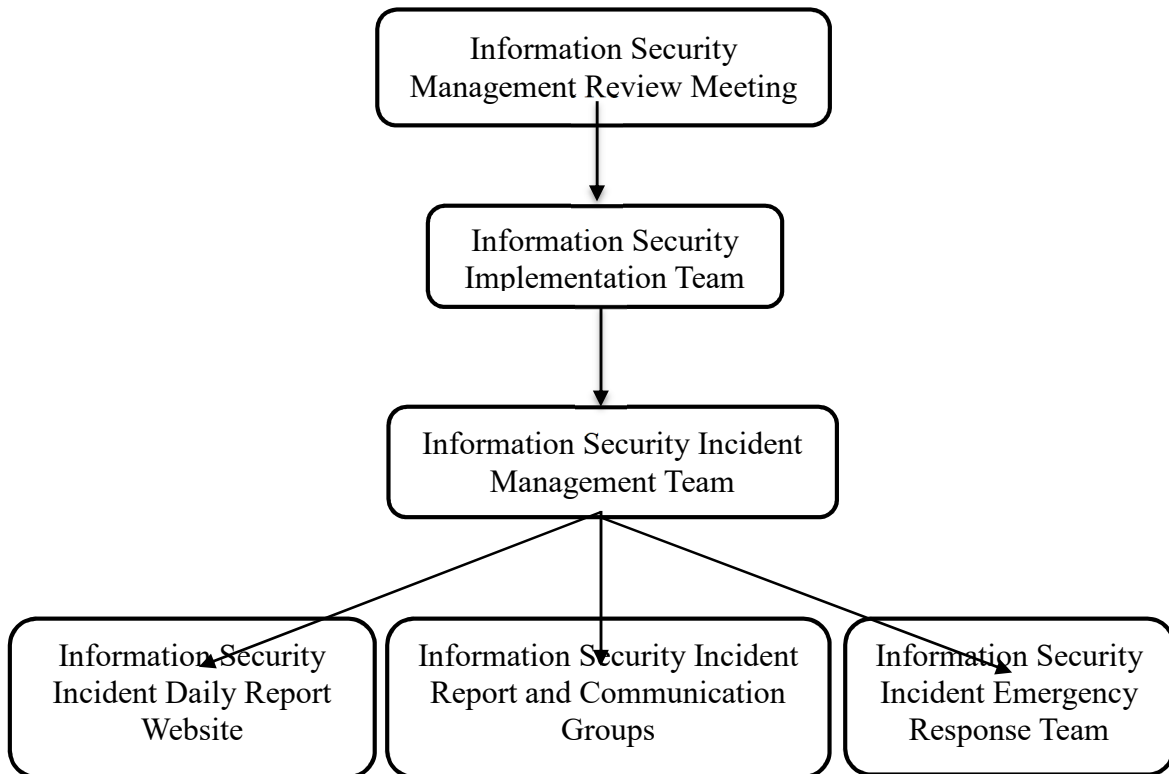 Information Security
Management Review Meeting
Information Security
Implementation Team
Information Security Incident
Management Team
Information Security
Incident Daily Report
Website
Information Security Incident
Report and Communication
Groups
Information Security
Incident Emergency
Response Team